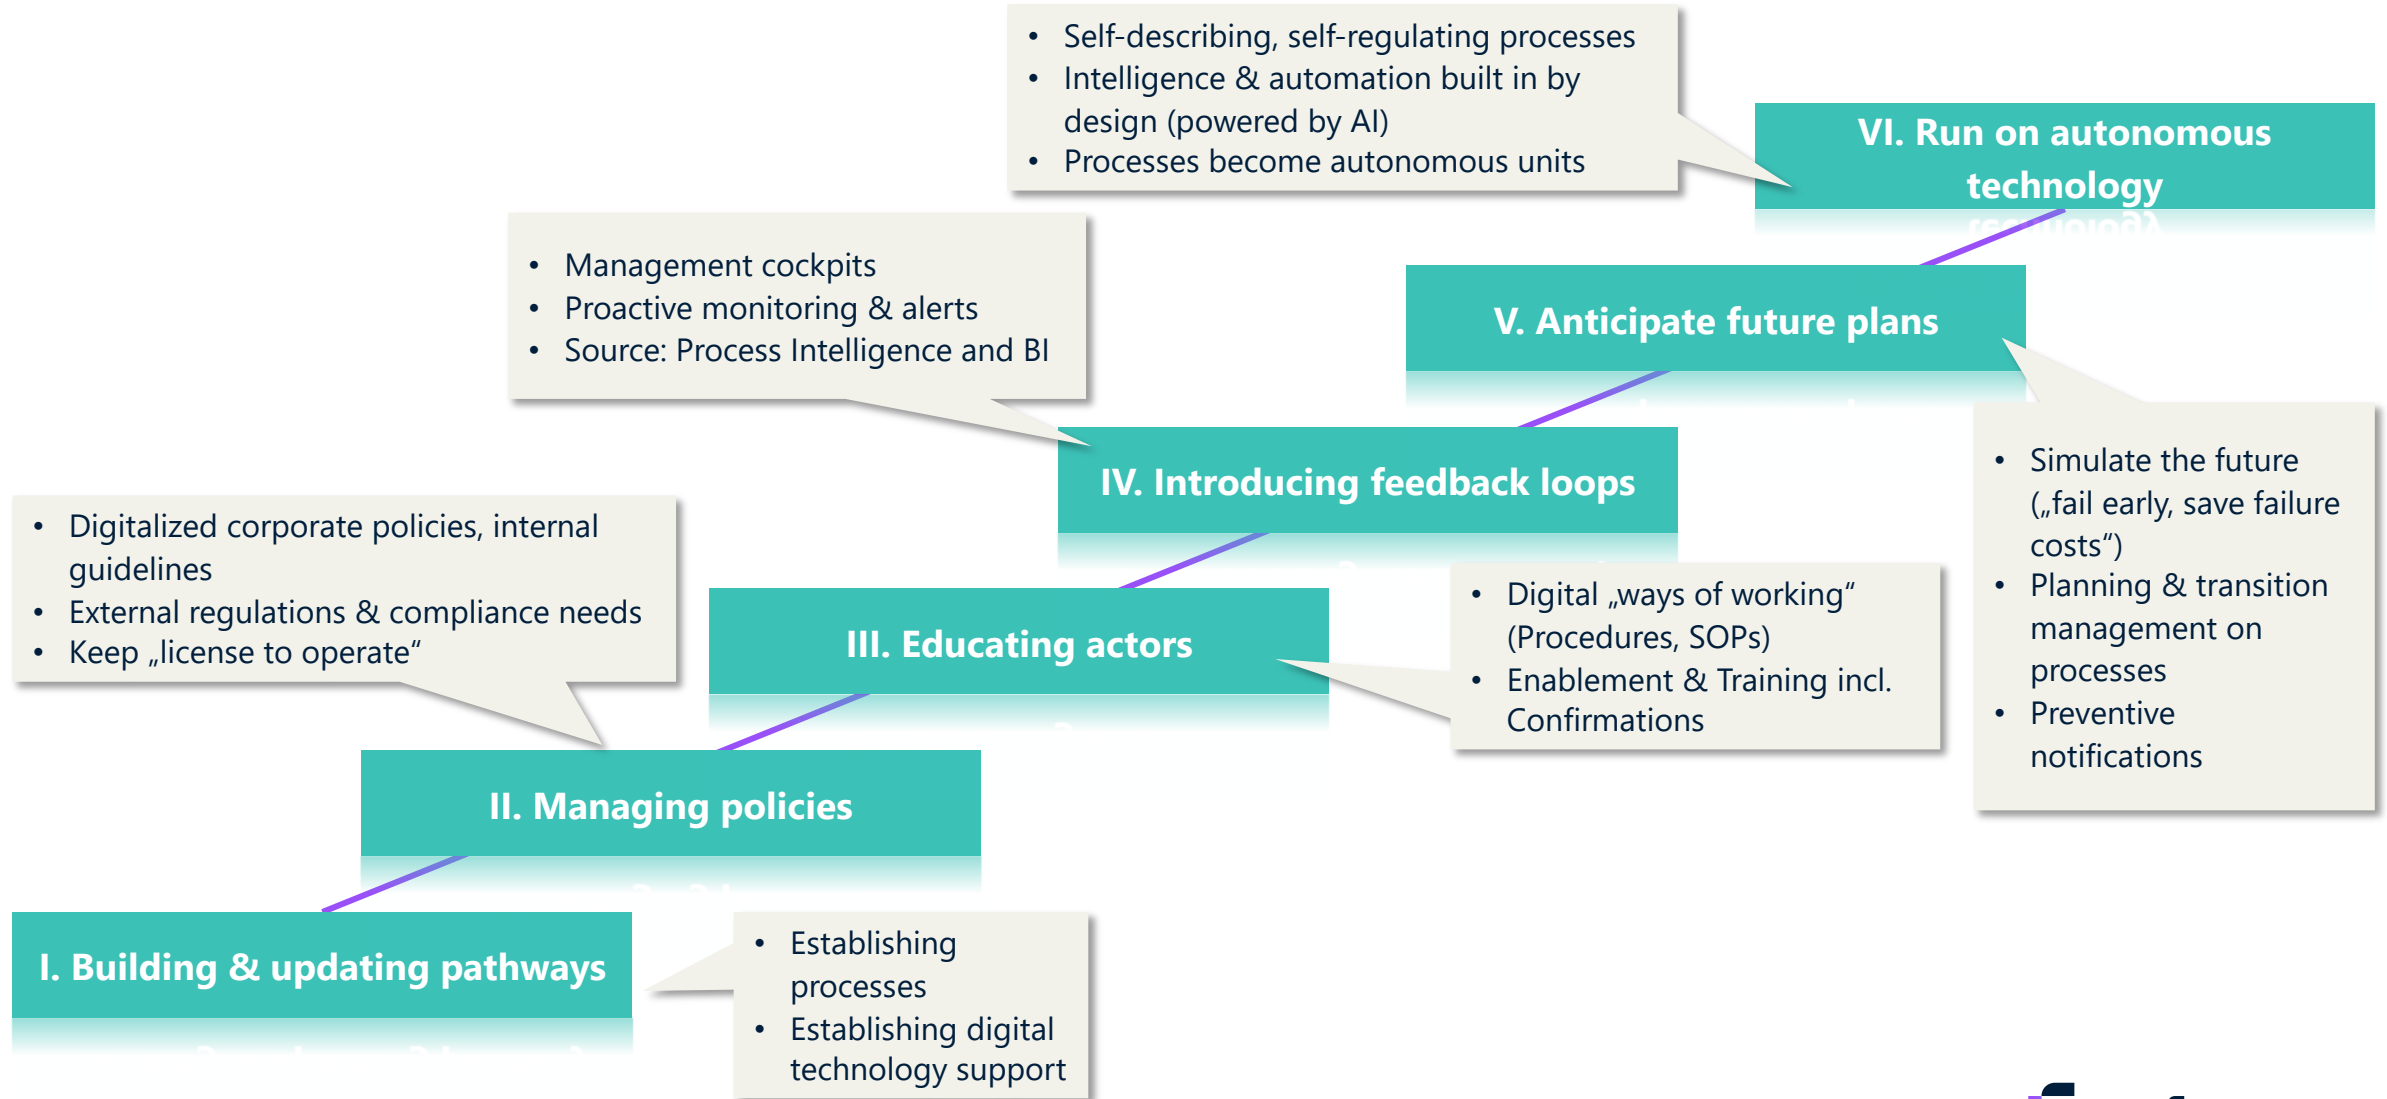 • Self-describing, self-regulating processes
• Intelligence & automation built in by
design (powered by AI)
• Processes become autonomous units
VI. Run on autonomous
technology
• Management cockpits
• Proactive monitoring & alerts
• Source: Process Intelligence and BI
V. Anticipate future plans
• Simulate the future
(„fail early, save failure
costs“)
• Planning & transition
management on
processes
• Preventive
notifications
IV. Introducing feedback loops
• Digitalized corporate policies, internal
guidelines
• External regulations & compliance needs
• Keep „license to operate“
III. Educating actors
• Digital „ways of working“
(Procedures, SOPs)
• Enablement & Training incl.
Confirmations
II. Managing policies
I. Building & updating pathways
• Establishing
processes
• Establishing digital
technology support